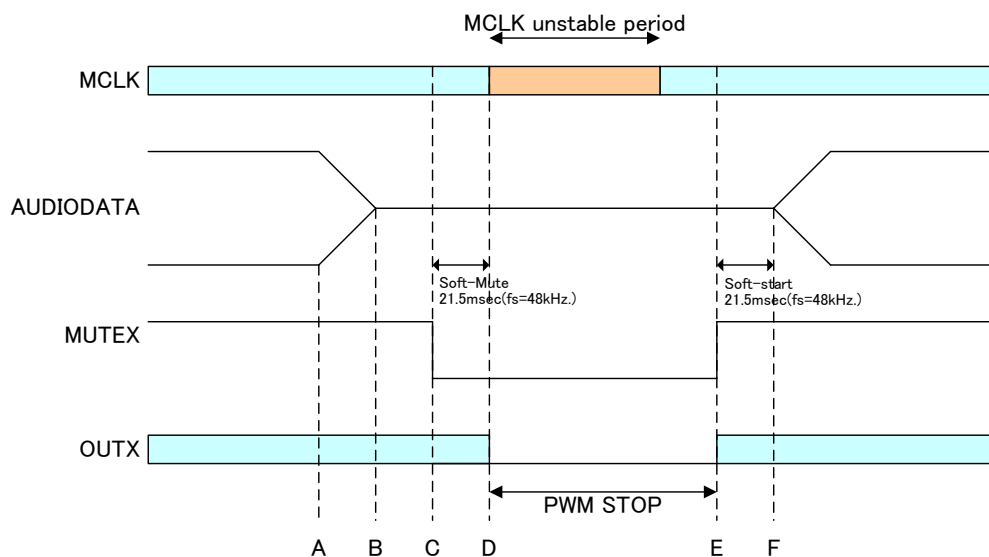 MCLK unstable period
MCLK
AUDIODATA
Soft-Mute
21.5msec(fs=48kHz.)
Soft-start
21.5msec(fs=48kHz.)
MUTEX
OUTX
PWM STOP
A B C D E F